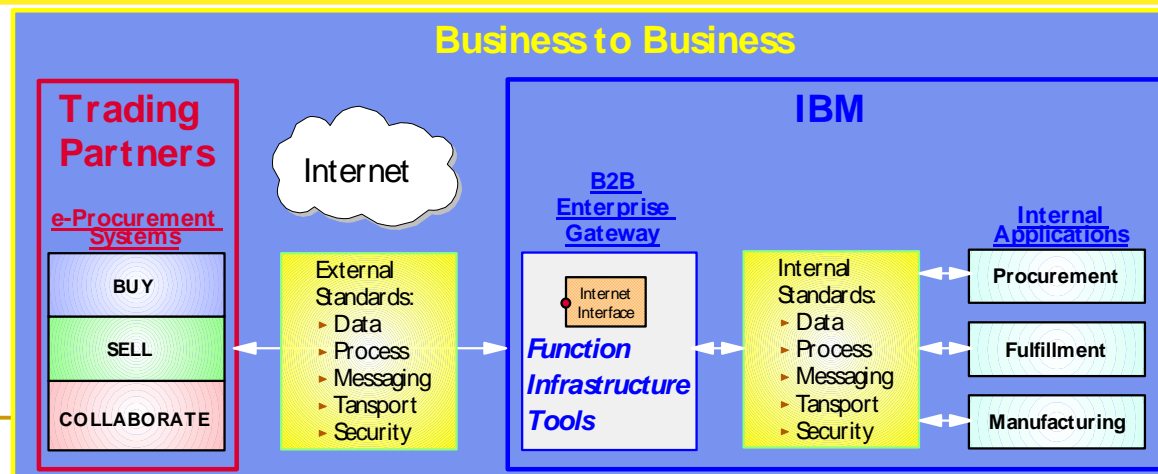 Business to Business
Trading
Partners
e-Procurement
Systems
BUY
SELL
COLLABORATE
Internet
External
Standards:
▸ Data
▸ Process
▸ Messaging
▸ Tansport
▸ Security
IBM
B2B
Enterprise
Gateway
Internet
Interface
Function
Infrastructure
Tools
Internal
Standards:
▸ Data
▸ Process
▸ Messaging
▸ Tansport
▸ Security
Internal
Applications
Procurement
Fulfillment
Manufacturing